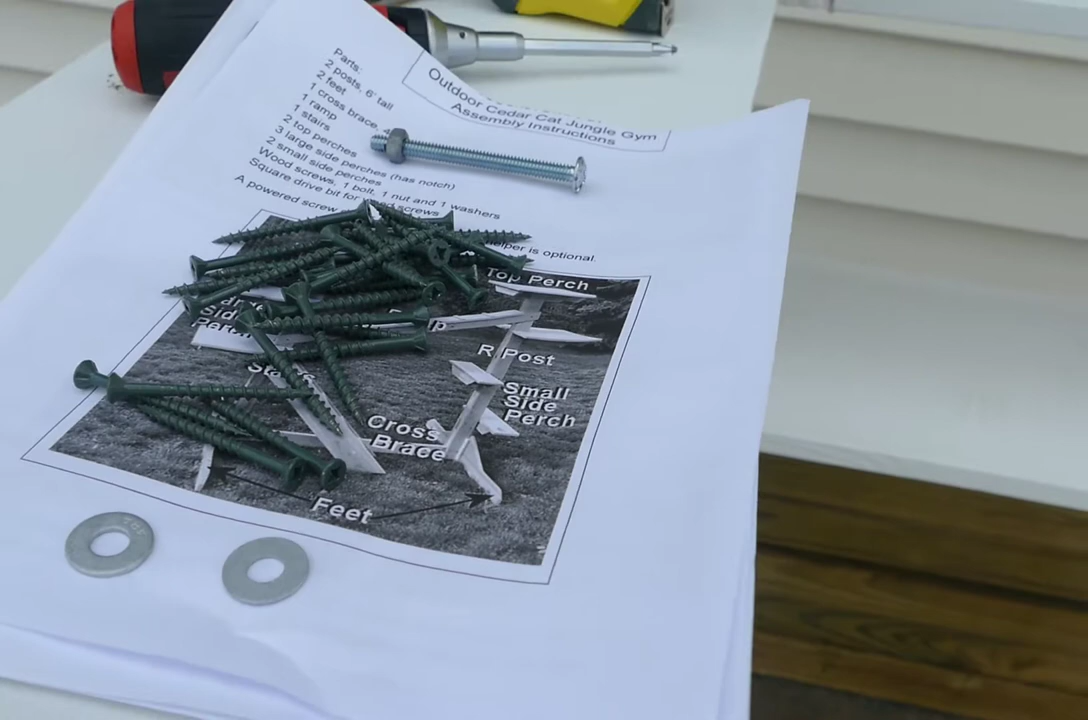 Outdoor Cedar Cat Jungle Gym
Assembly Instructions
Parts:
2 posts, 6' tall
2 feet
1 cross brace
1 ramp
1 stairs
2 top perches
3 large side perches (has notch)
2 small side perches
Wood screws, 1 bolt, 1 nut and 1 washers
Square drive bit for screws
A powered screw helper is optional.
Top Perch
Side
R Post
Small
Side
Perch
Cross
Brace
Feet